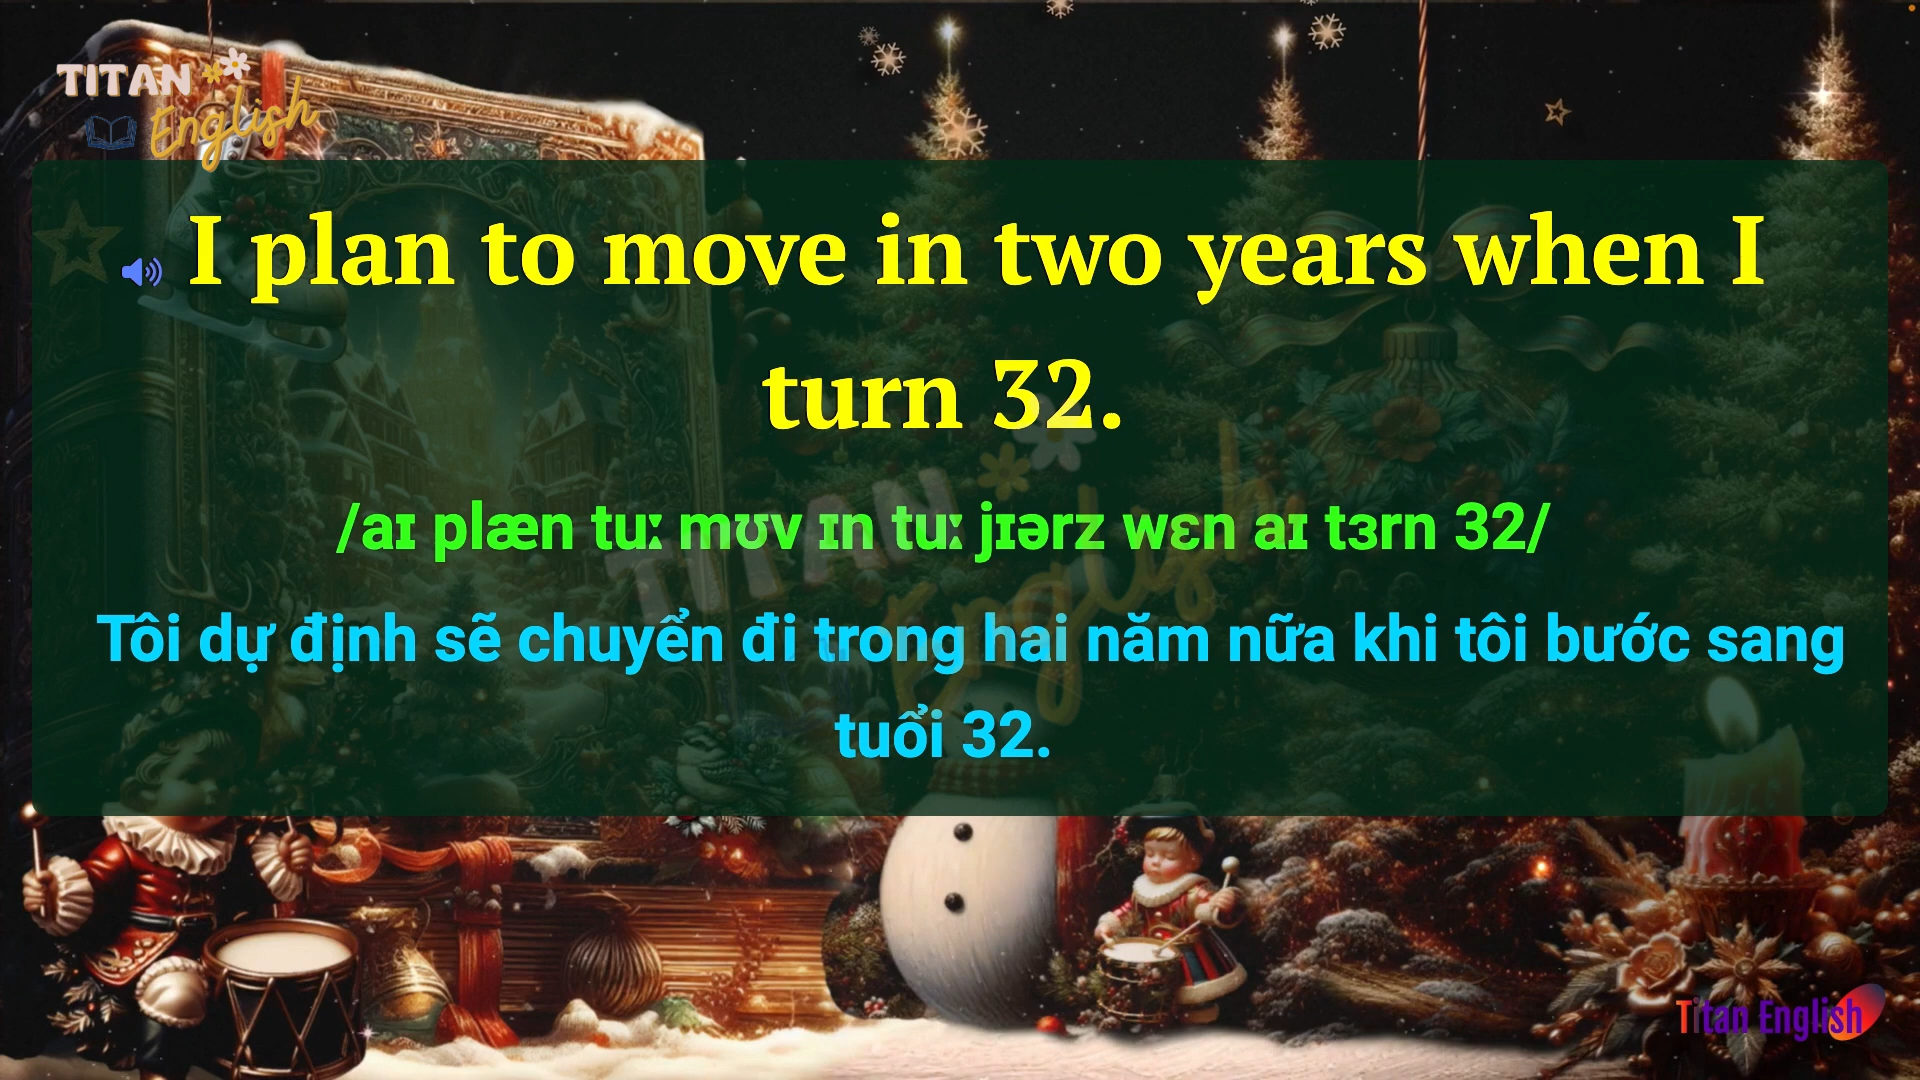 TITAN
English
I plan to move in two years when I
turn 32.
/aɪ plæn tuː mʊv ɪn tuː jɪərz wɛn aɪ tɜrn 32/
TITAN
English
Tôi dự định sẽ chuyển đi trong hai năm nữa khi tôi bước sang
tuổi 32.
Titan English